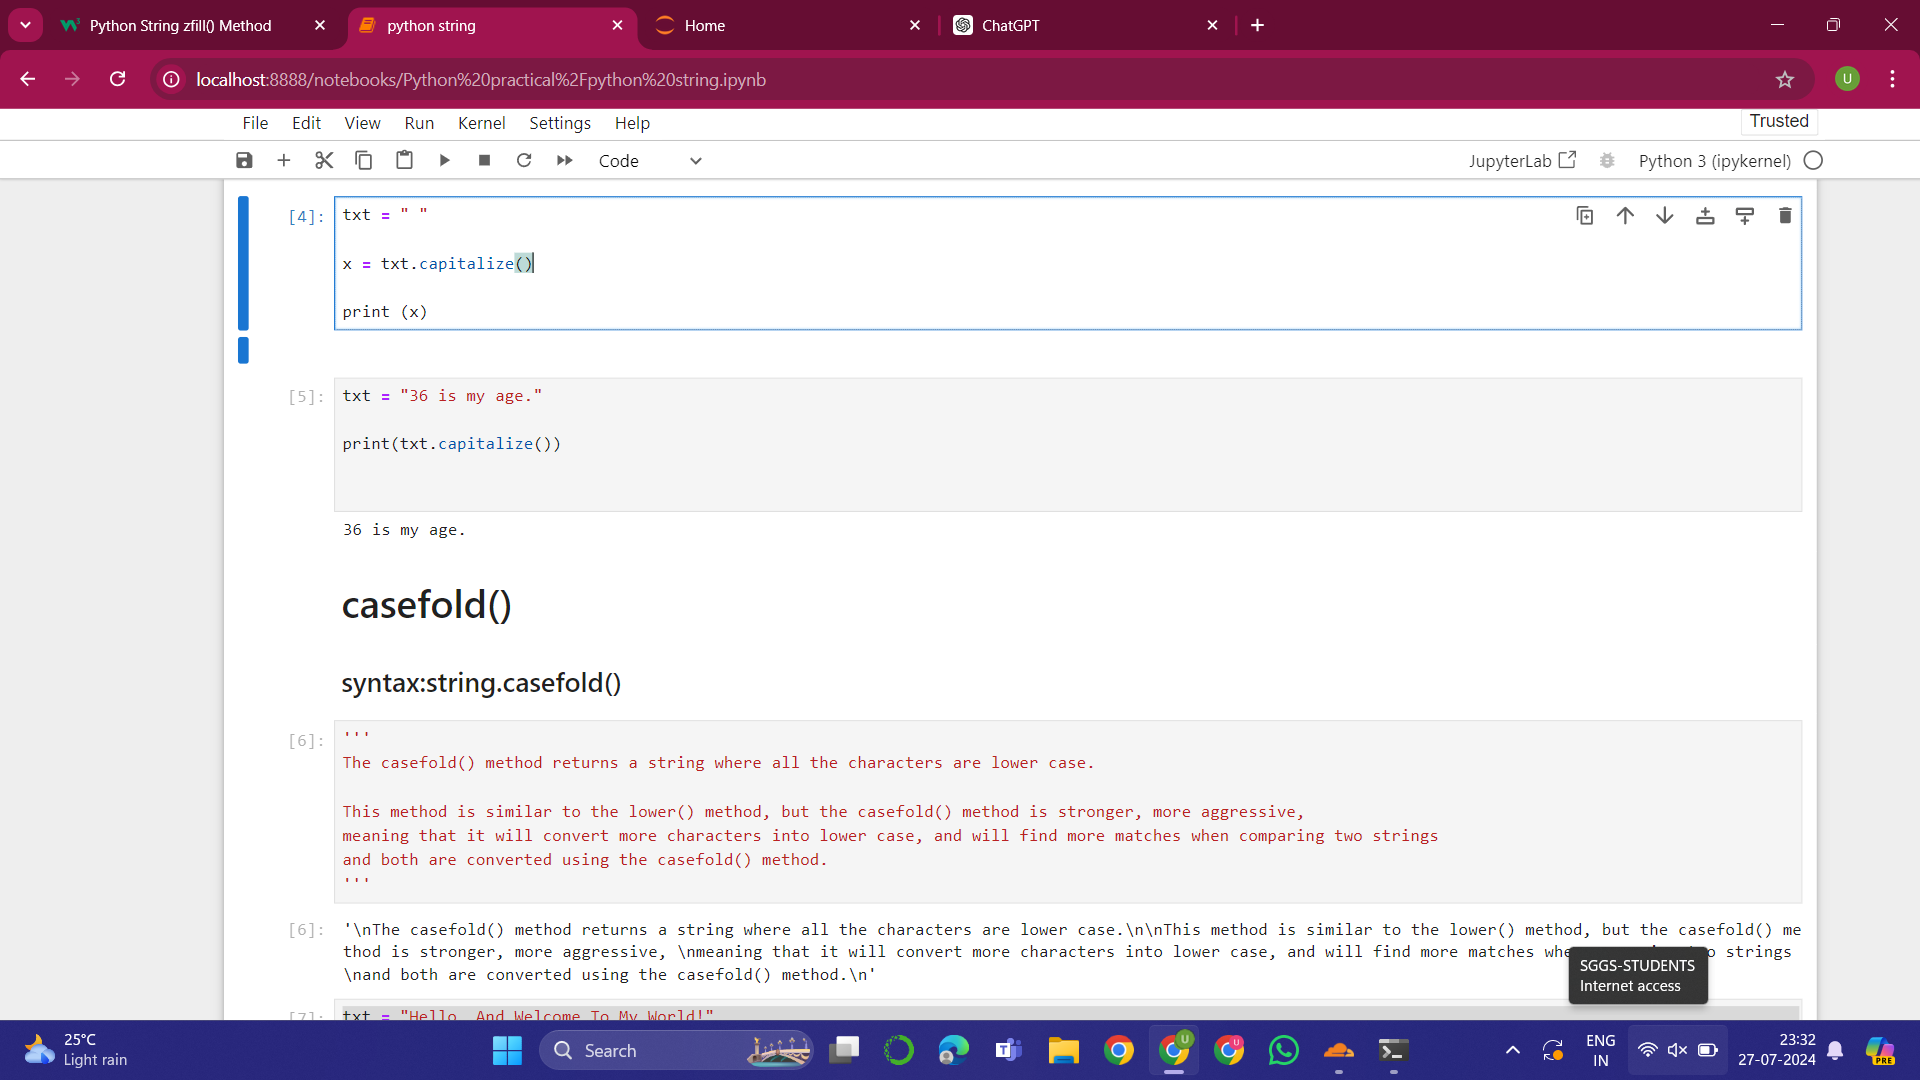 Python String zfill() Method
python string
Home
ChatGPT
localhost:8888/notebooks/Python%20practical%2Fpython%20string.ipynb
U
File Edit View Run Kernel Settings Help
Trusted
Code
JupyterLab
Python 3 (ipykernel)
[4]: txt = " "
x = txt.capitalize()
print (x)
[5]: txt = "36 is my age."
print(txt.capitalize())
36 is my age.
casefold()
syntax:string.casefold()
[6]: '''
The casefold() method returns a string where all the characters are lower case.
This method is similar to the lower() method, but the casefold() method is stronger, more aggressive,
meaning that it will convert more characters into lower case, and will find more matches when comparing two strings
and both are converted using the casefold() method.
'''
[6]: '\nThe casefold() method returns a string where all the characters are lower case.\n\nThis method is similar to the lower() method, but the casefold() me
thod is stronger, more aggressive, \nmeaning that it will convert more characters into lower case, and will find more matches strings
\nand both are converted using the casefold() method.\n'
SGGS-STUDENTS
Internet access
[7]: txt = "Hello, And Welcome To My World!"
25°C
Light rain
Search
U
U
ENG
IN
23:32
27-07-2024
PRE